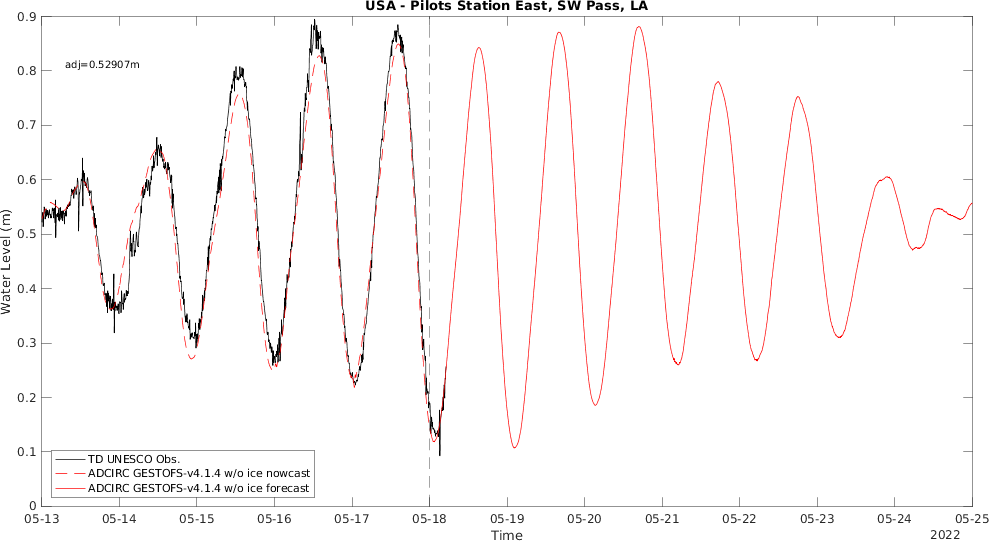 USA - Pilots Station East, SW Pass, LA
0.9
adj=0.52907m
0.8
0.7
0.6
0.5
0.4
0.3
0.2
0.1
0
Water Level (m)
TD UNESCO Obs.
ADCIRC GESTOFS-v4.1.4 w/o ice nowcast
ADCIRC GESTOFS-v4.1.4 w/o ice forecast
05-13 05-14 05-15 05-16 05-17 05-18 05-19 05-20 05-21 05-22 05-23 05-24 05-25
Time
2022